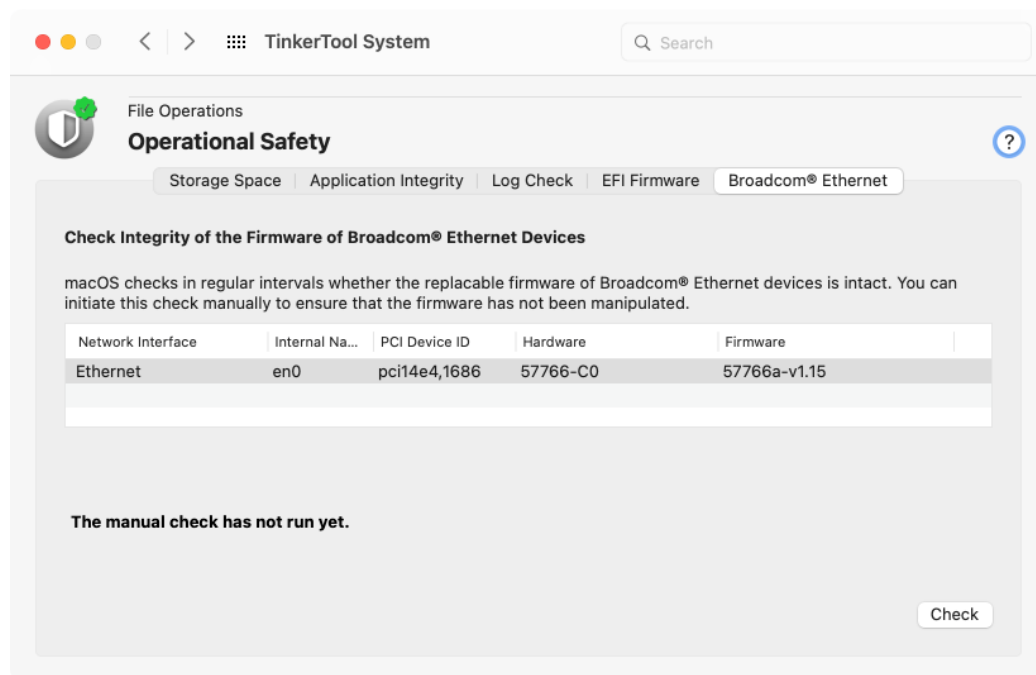 TinkerTool System
Search
File Operations
Operational Safety
?
Storage Space Application Integrity Log Check EFI Firmware Broadcom® Ethernet
Check Integrity of the Firmware of Broadcom® Ethernet Devices
macOS checks in regular intervals whether the replacable firmware of Broadcom® Ethernet devices is intact. You can
initiate this check manually to ensure that the firmware has not been manipulated.
Network Interface Internal Na... PCI Device ID Hardware Firmware
Ethernet en0 pci14e4,1686 57766-C0 57766a-v1.15
The manual check has not run yet.
Check